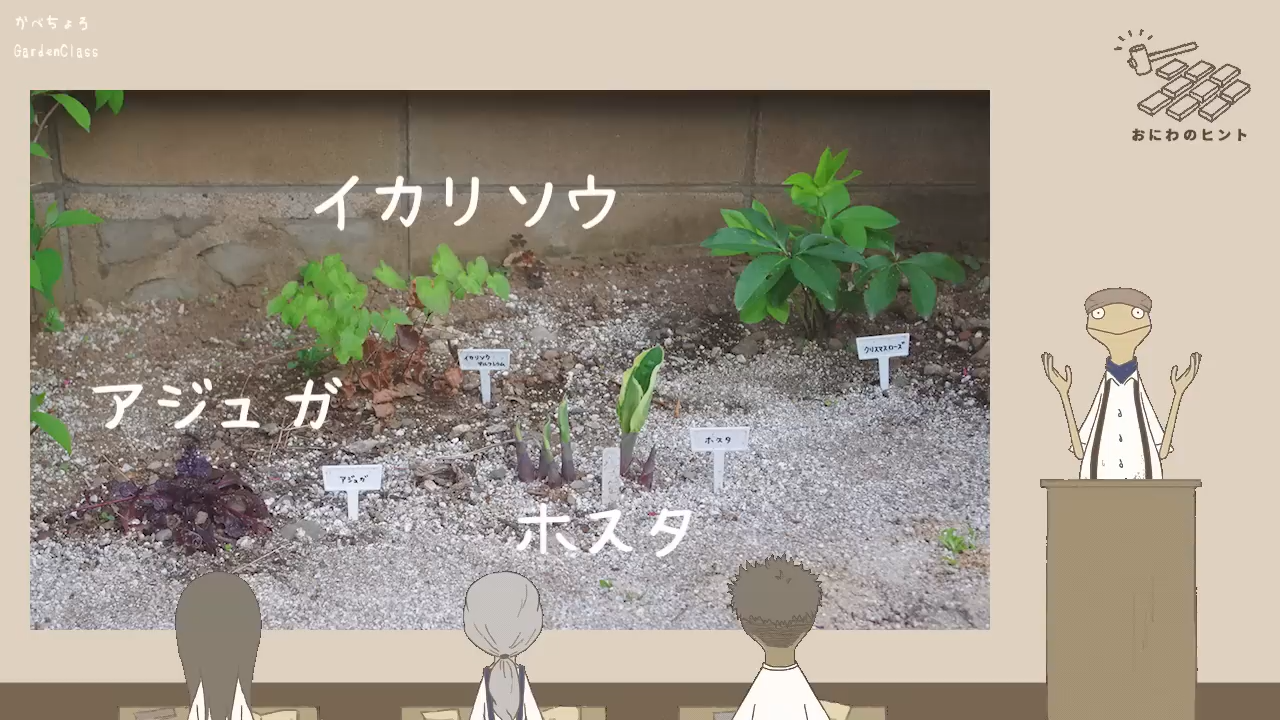 かべちょろ
GardenClass
おにわのヒント
イカリソウ
クリスマスローズ
イカリソウ
アジュガ
ホスタ
アジュガ
ホスタ